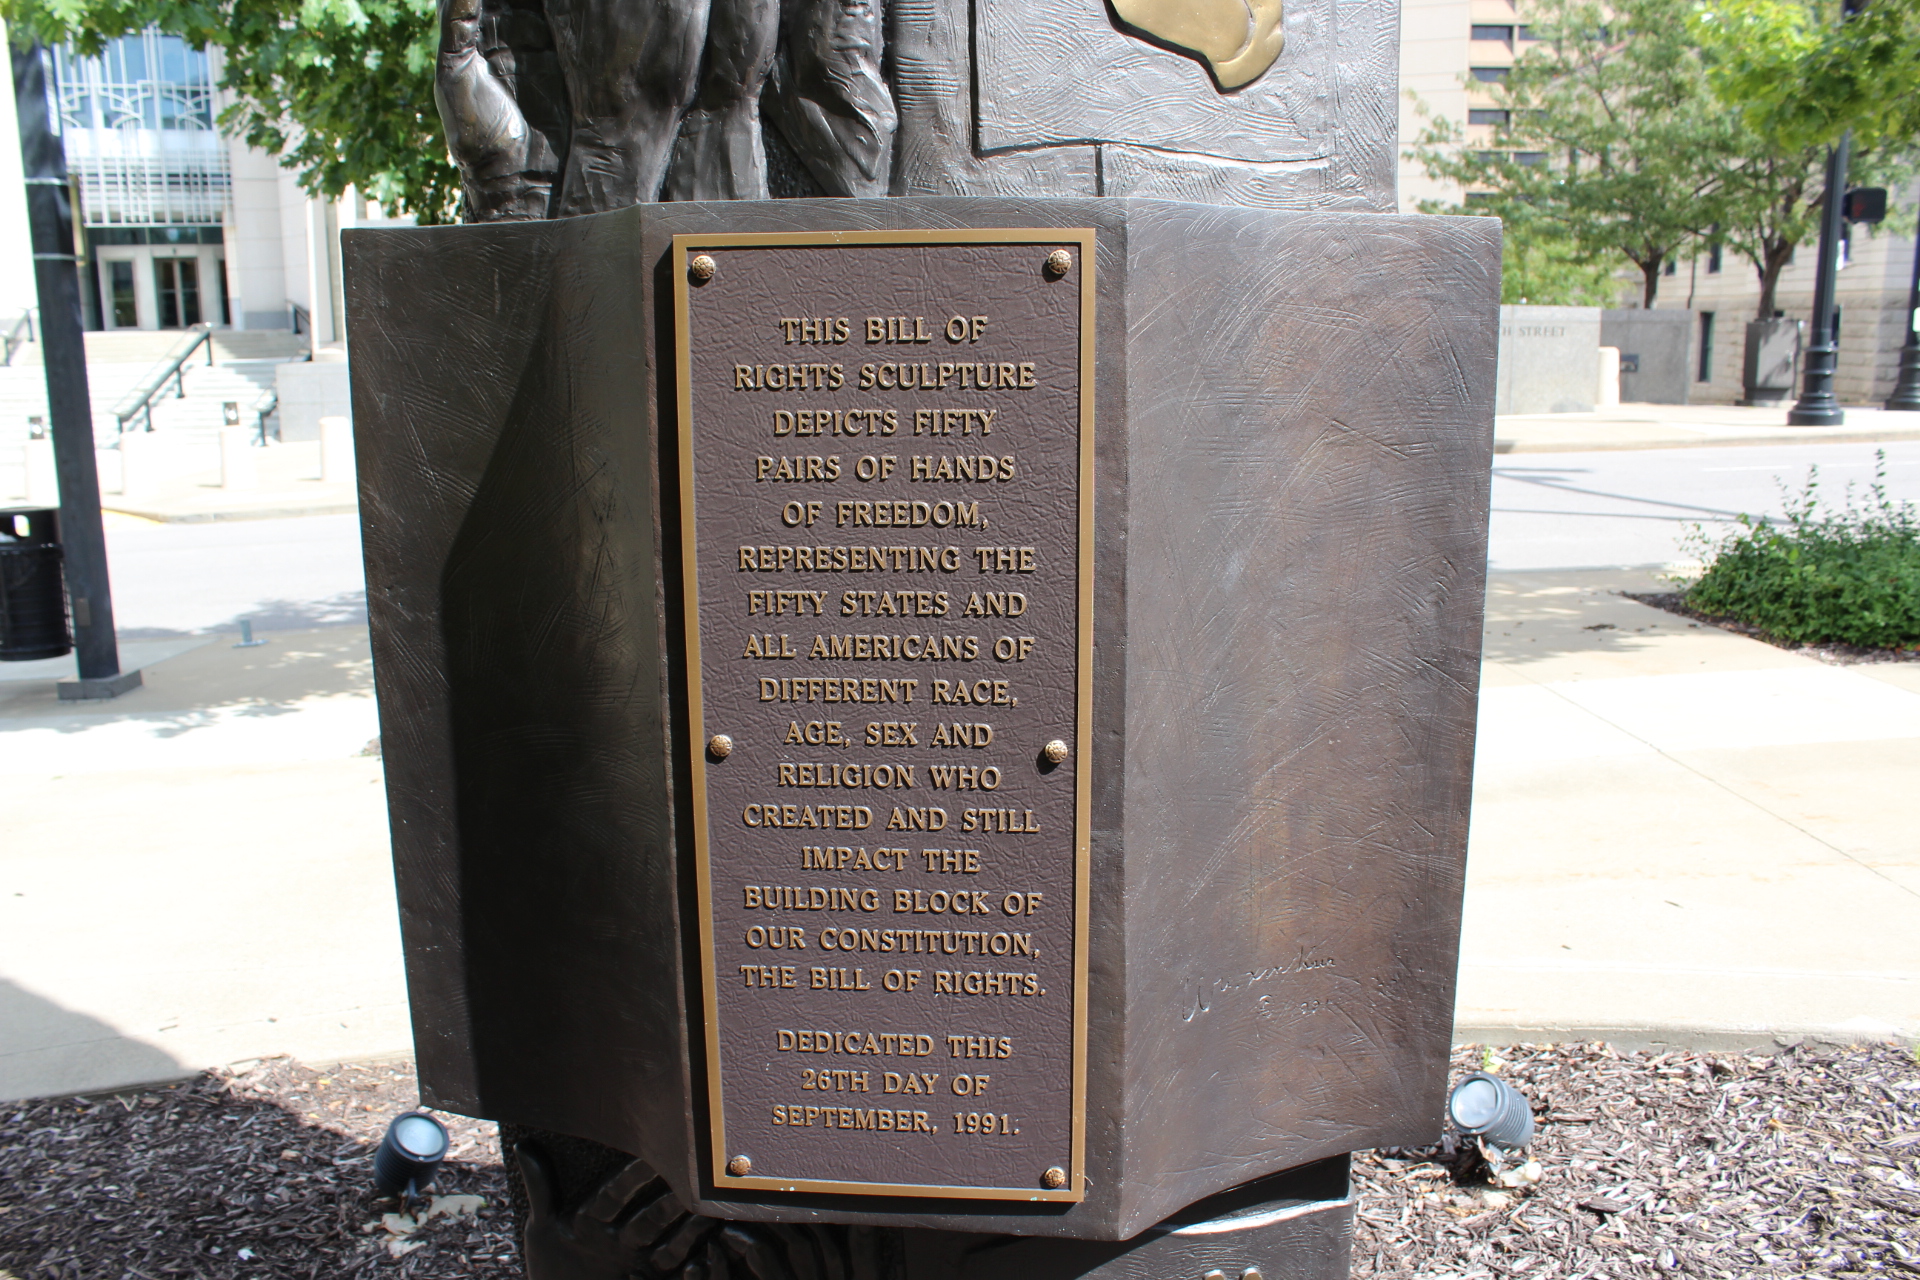 THIS BILL OF
RIGHTS SCULPTURE
DEPICTS FIFTY
PAIRS OF HANDS
OF FREEDOM,
REPRESENTING THE
FIFTY STATES AND
ALL AMERICANS OF
DIFFERENT RACE,
AGE, SEX AND
RELIGION WHO
CREATED AND STILL
IMPACT THE
BUILDING BLOCK OF
OUR CONSTITUTION,
THE BILL OF RIGHTS.
DEDICATED THIS
26TH DAY OF
SEPTEMBER, 1991.
STREET